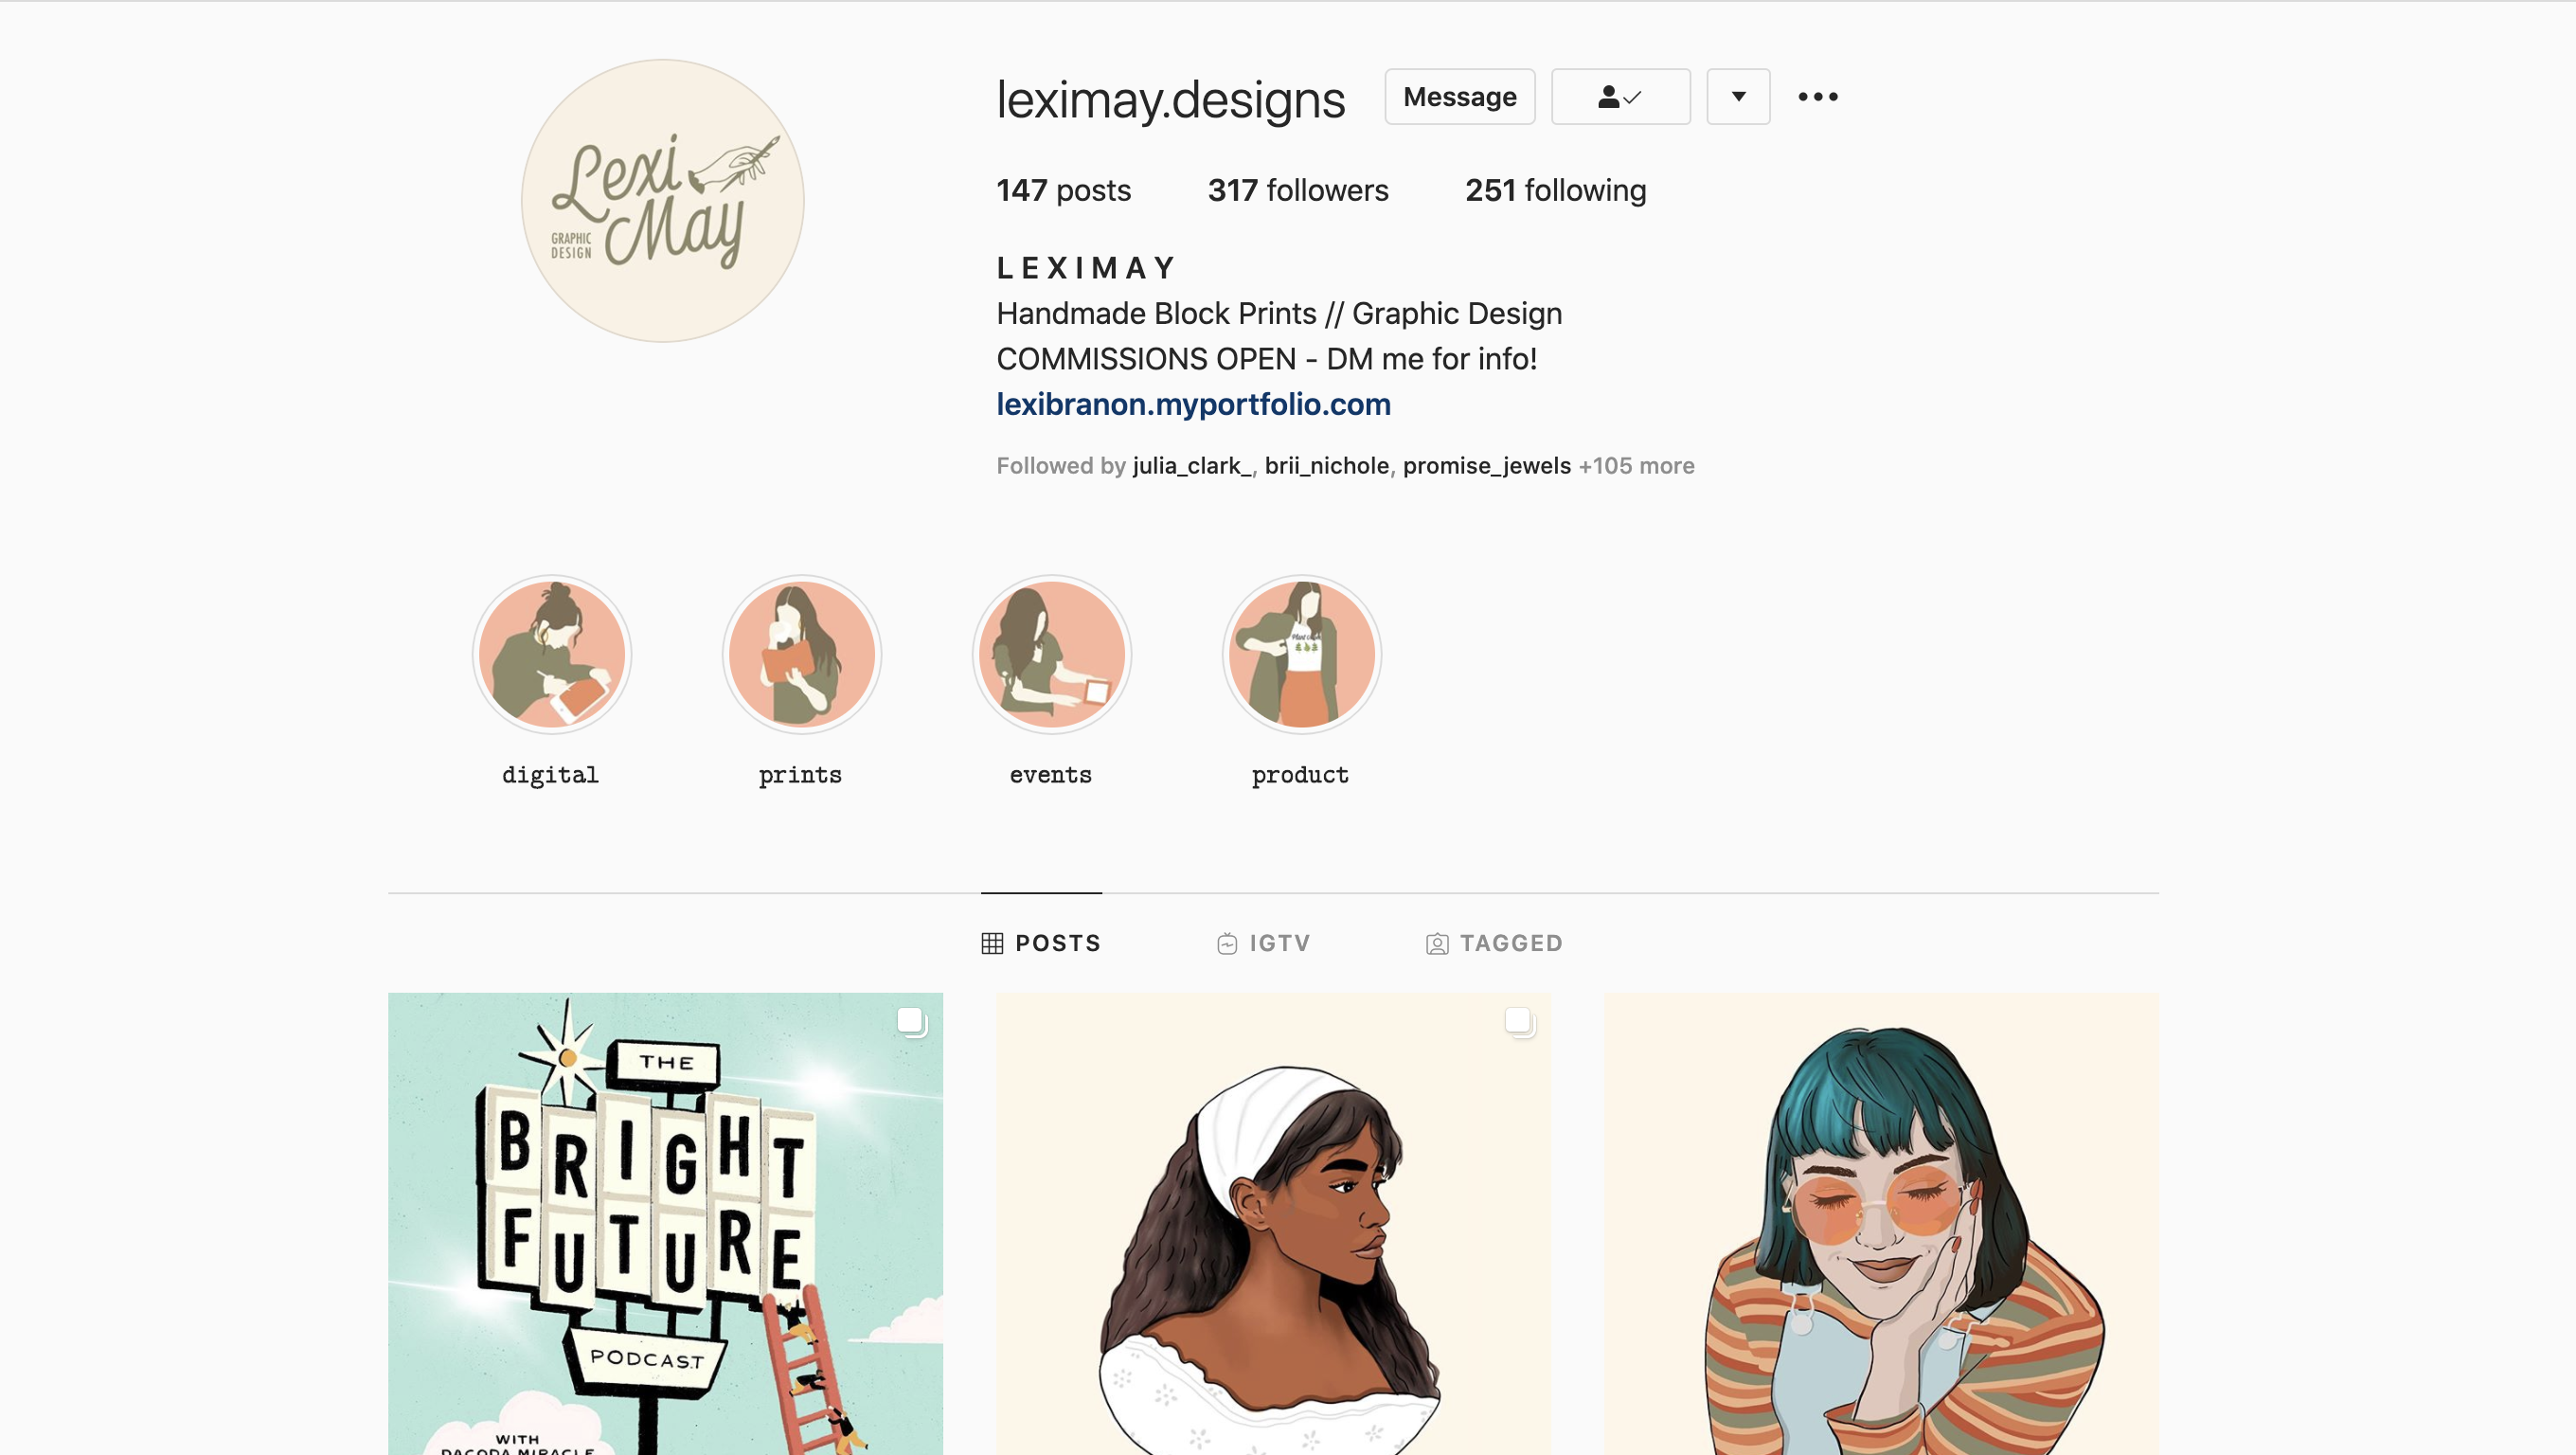 Lexi
May
GRAPHIC
DESIGN
leximay.designs Message
147 posts 317 followers 251 following
L E X I M A Y
Handmade Block Prints // Graphic Design
COMMISSIONS OPEN - DM me for info!
lexibranon.myportfolio.com
Followed by julia_clark_, brii_nichole, promise_jewels +105 more
digital prints events product
POSTS IGTV TAGGED
THE
BRIGHT
FUTURE
PODCAST
WITH
DACODA MIRACLE